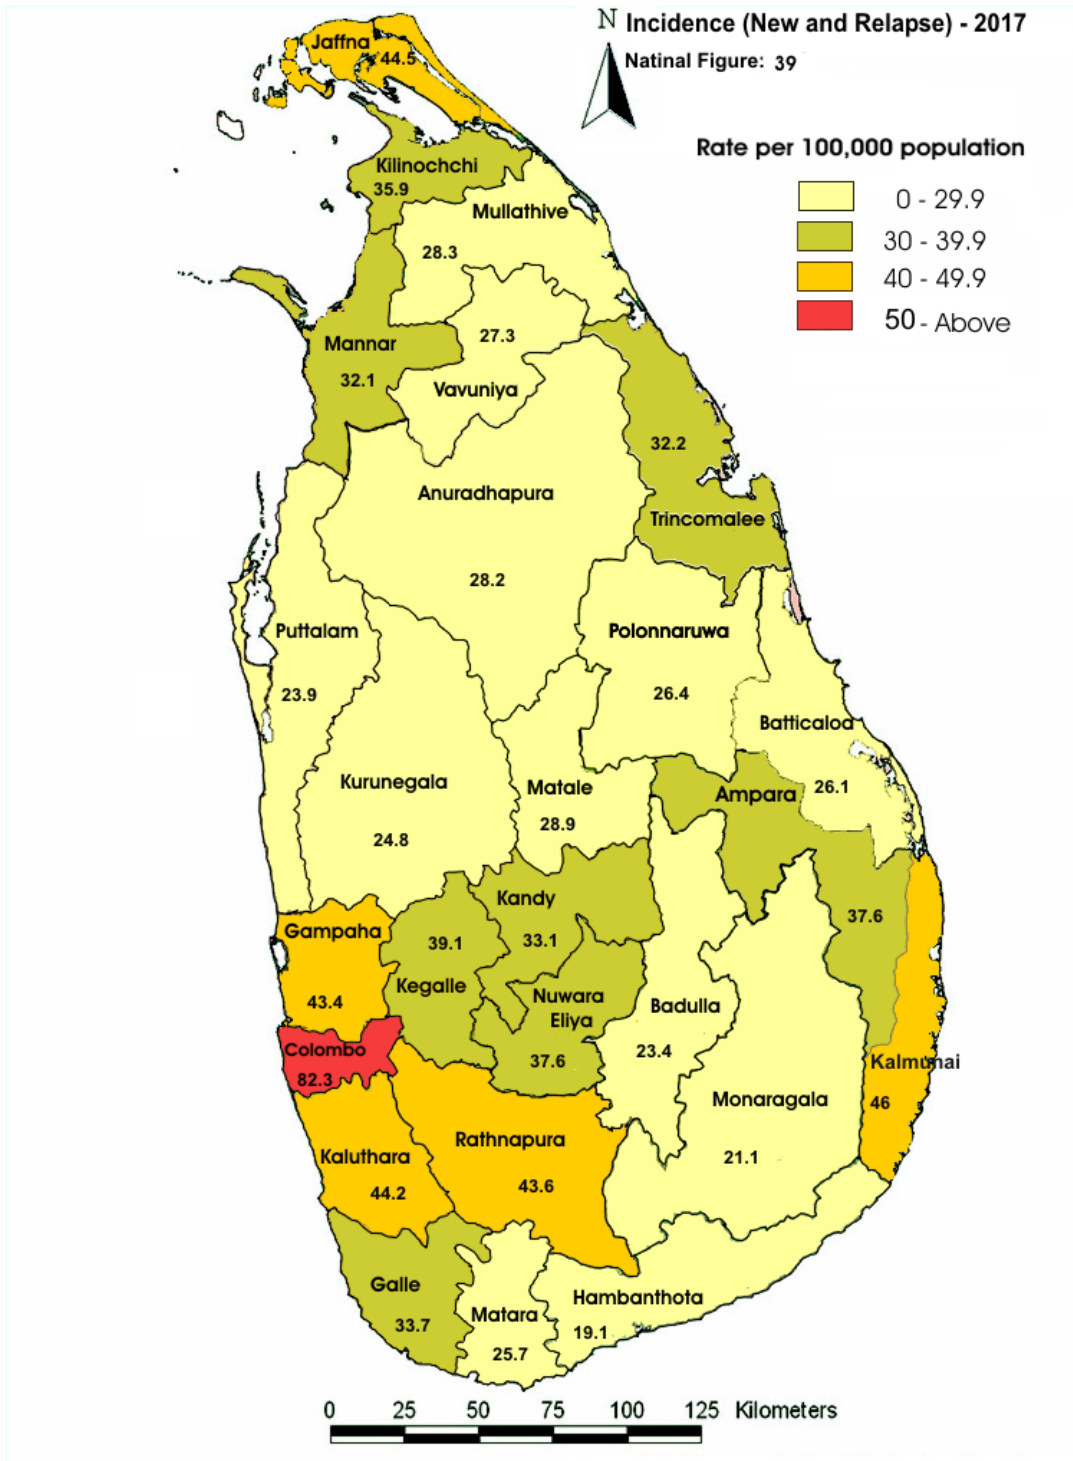 N
Incidence (New and Relapse) - 2017
Natinal Figure: 39
Rate per 100,000 population
0 - 29.9
30 - 39.9
40 - 49.9
50 - Above
Jaffna
44.5
Kilinochchi
35.9
Mullathive
28.3
Mannar
32.1
27.3
Vavuniya
32.2
Trincomalee
Anuradhapura
28.2
Puttalam
23.9
Polonnaruwa
26.4
Batticaloa
26.1
Kurunegala
24.8
Matale
28.9
Ampara
37.6
Kandy
33.1
Gampaha
43.4
39.1
Kegalle
Nuwara
Eliya
37.6
Badulla
23.4
Colombo
82.3
Kalmunai
46
Monaragala
21.1
Rathnapura
43.6
Kaluthara
44.2
Galle
33.7
Matara
25.7
Hambanthota
19.1
0 25 50 75 100 125 Kilometers